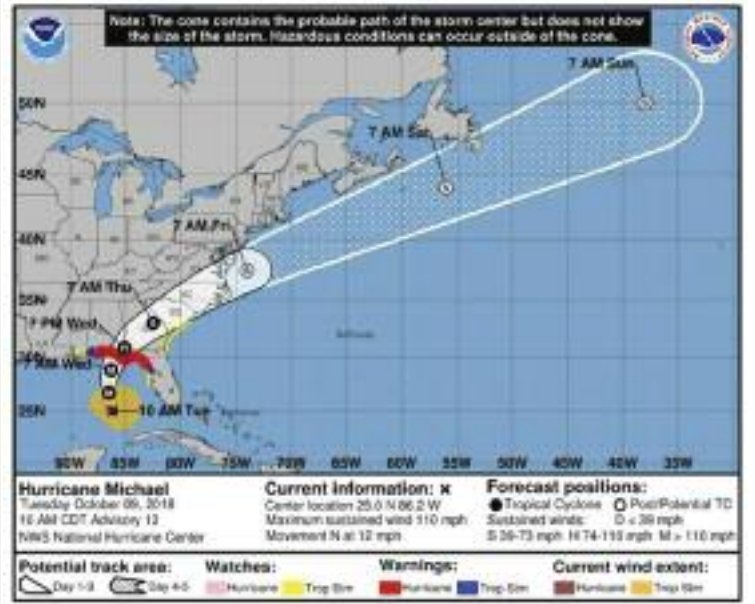 Note: The cone contains the probable path of the storm center but does not show
the size of the storm. Hazardous conditions can occur outside of the cone.
7 AM Sun
50N
7 AM Sat
45N
7 AM Fri
40N
7 AM Thu
35N
7 PM Wed
30N
7 AM Wed
25N
10 AM Tue
90W 85W 80W 75W 70W 65W 60W 55W 50W 45W 40W 35W
Hurricane Michael
Tuesday October 09, 2018
10 AM CDT Advisory 12
NWS National Hurricane Center
Current information: x
Center location 25.0 N 86.2 W
Maximum sustained wind 110 mph
Movement N at 12 mph
Forecast positions:
Tropical Cyclone Post/Potential TC
Sustained winds: D < 39 mph
S 39-73 mph H 74-110 mph M > 110 mph
Potential track area:
Day 1-3 Day 4-5
Watches:
Hurricane Trop Stm
Warnings:
Hurricane Trop Stm
Current wind extent:
Hurricane Trop Stm